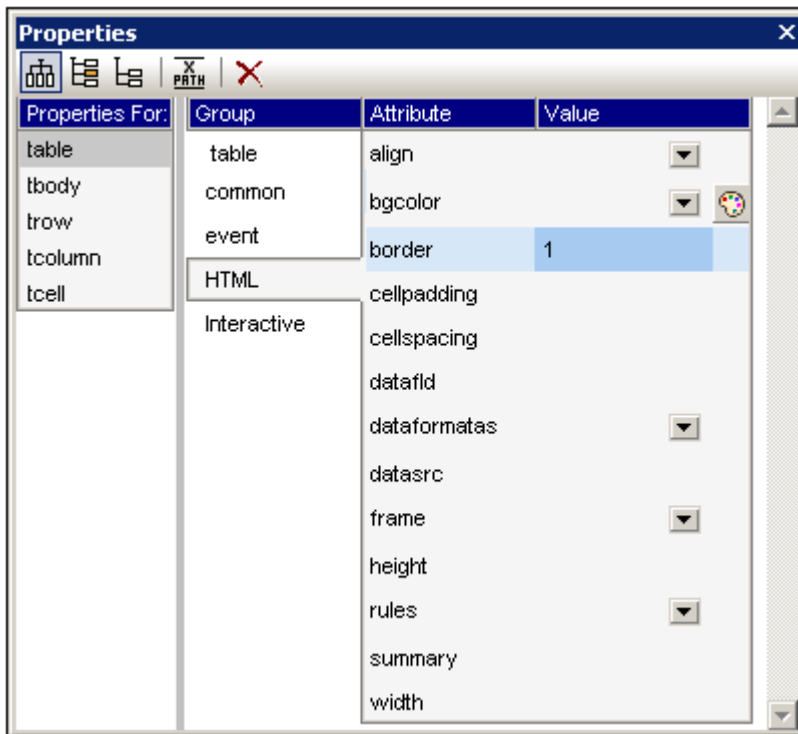 Properties
X
PATH
Properties For:
table
tbody
trow
tcolumn
tcell
Group
table
common
event
HTML
Interactive
Attribute Value
align
bgcolor
border 1
cellpadding
cellspacing
datafld
dataformatas
datasrc
frame
height
rules
summary
width